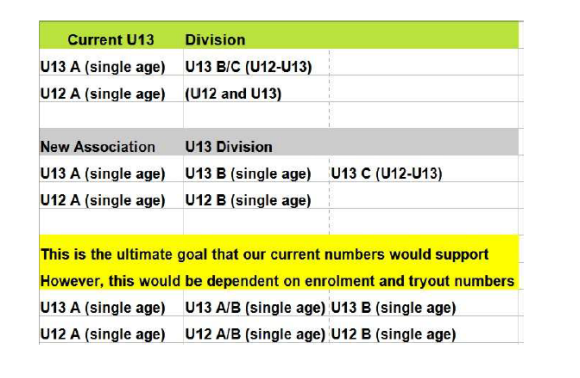 Current U13 Division
U13 A (single age) U13 B/C (U12-U13)
U12 A (single age) (U12 and U13)
New Association U13 Division
U13 A (single age) U13 B (single age) U13 C (U12-U13)
U12 A (single age) U12 B (single age)
This is the ultimate goal that our current numbers would support
However, this would be dependent on enrolment and tryout numbers
U13 A (single age) U13 A/B (single age) U13 B (single age)
U12 A (single age) U12 A/B (single age) U12 B (single age)